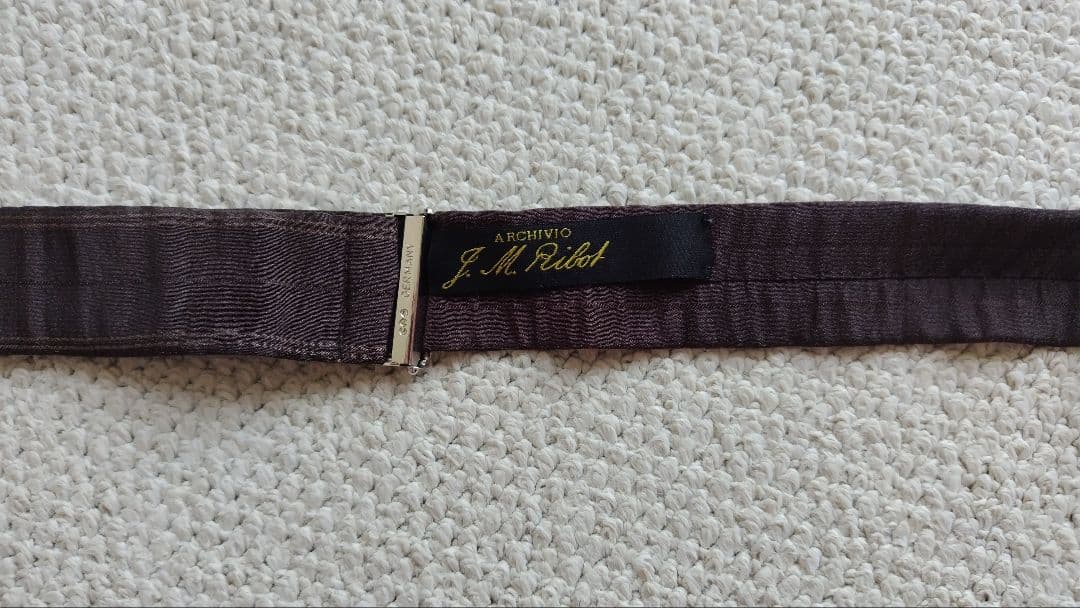 ARCHIVIO
J. M. Ribot
GERMANY